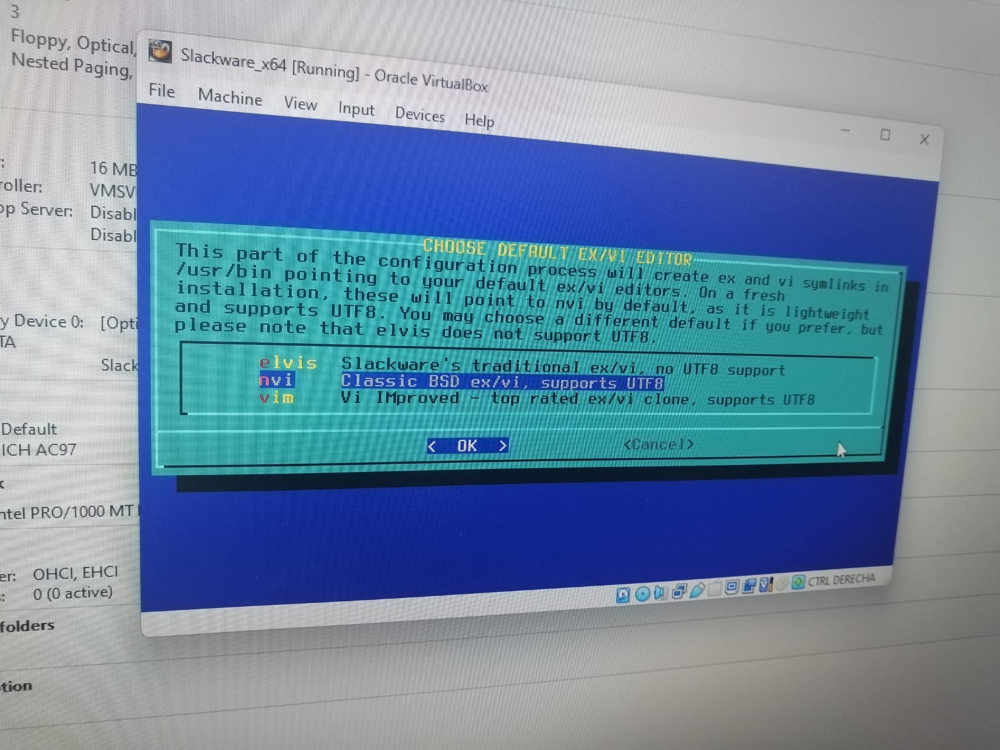 3
Floppy, Optical,
Nested Paging,
Slackware_x64 [Running] - Oracle VirtualBox
File Machine View Input Devices Help
16 MB
roller: VMSV
op Server: Disabl
Disabl
y Device 0: [Opti
TA
Slack
Default
ICH AC97
ntel PRO/1000 MT
er: OHCI, EHCI
: 0 (0 active)
folders
tion
CHOOSE DEFAULT EX/VI EDITOR
This part of the configuration process will create ex and vi symlinks in
/usr/bin pointing to your default ex/vi editors. On a fresh
installation, these will point to nvi by default, as it is lightweight
and supports UTF8. You may choose a different default if you prefer, but
please note that elvis does not support UTF8.
elvis Slackware's traditional ex/vi, no UTF8 support
nvi Classic BSD ex/vi, supports UTF8
vim Vi IMproved - top rated ex/vi clone, supports UTF8
< OK > <Cancel>
CTRL DERECHA